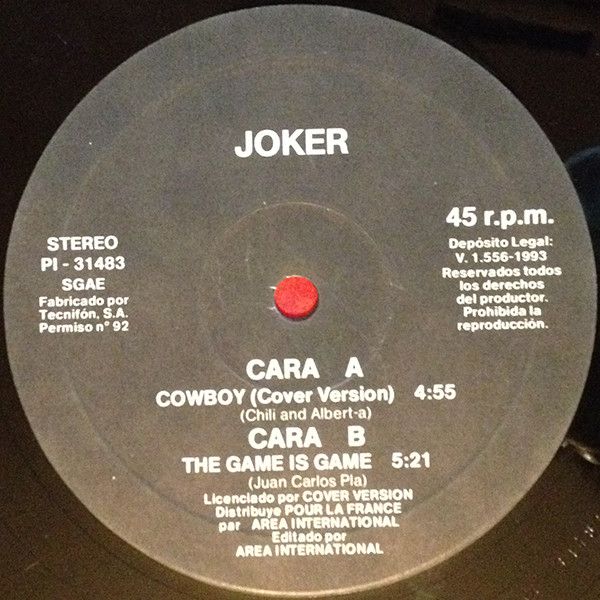 JOKER
STEREO
PI - 31483
SGAE
Fabricado por
Tecnifón, S.A.
Permiso n° 92
45 r.p.m.
Depósito Legal:
V. 1.556-1993
Reservados todos
los derechos
del productor.
Prohibida la
reproducción.
CARA A
COWBOY (Cover Version) 4:55
(Chili and Albert-a)
CARA B
THE GAME IS GAME 5:21
(Juan Carlos Pla)
Licenciado por COVER VERSION
Distribuye POUR LA FRANCE
par AREA INTERNATIONAL
Editado por
AREA INTERNATIONAL